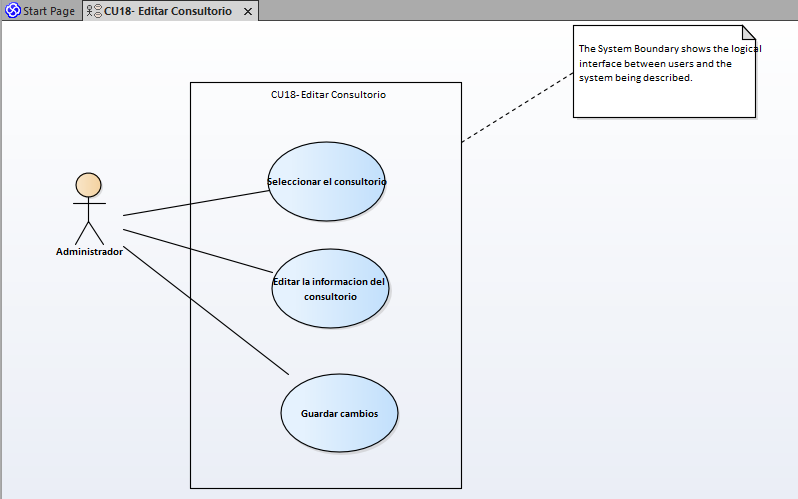 Start Page
CU18- Editar Consultorio
The System Boundary shows the logical
interface between users and the
system being described.
CU18- Editar Consultorio
Seleccionar el consultorio
Administrador
Editar la informacion del
consultorio
Guardar cambios